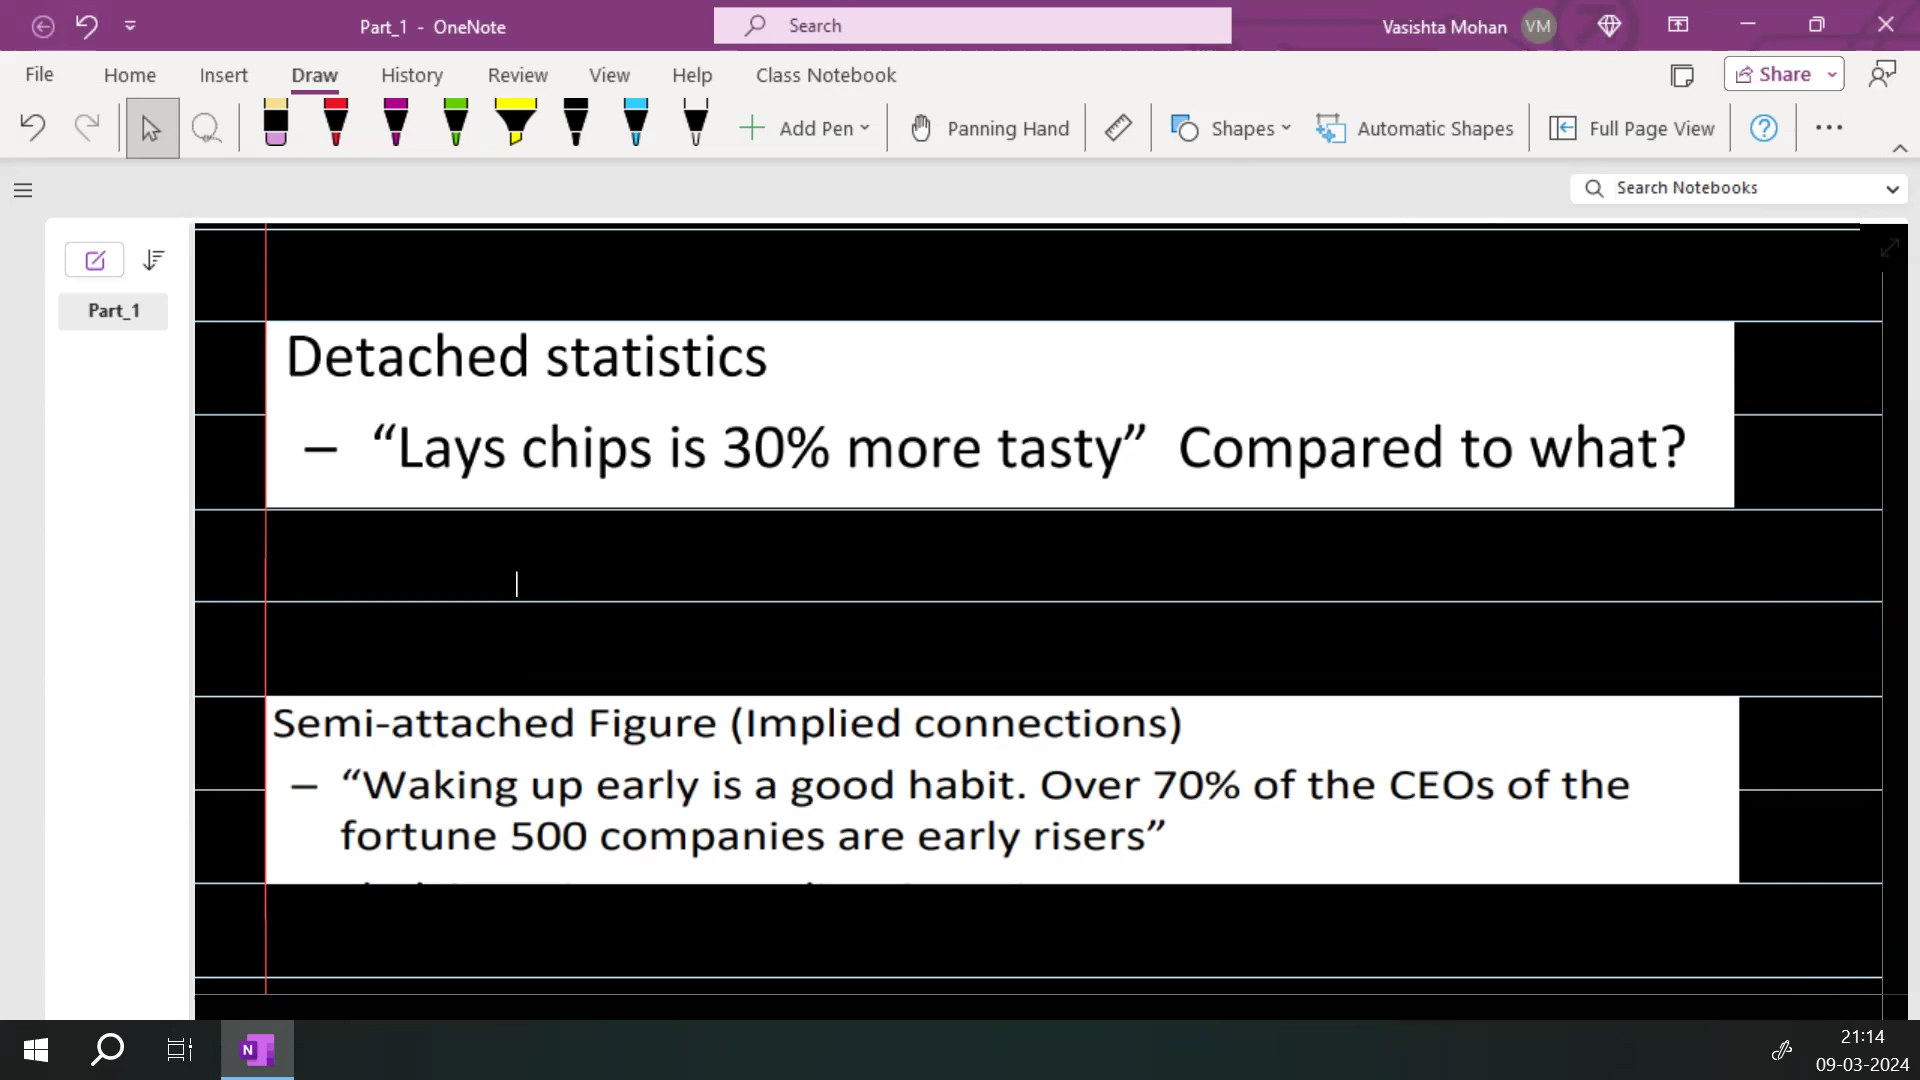 Part_1 - OneNote
Search
Vasishta Mohan
VM
File
Home
Insert
Draw
History
Review
View
Help
Class Notebook
Share
Add Pen
Panning Hand
Shapes
Automatic Shapes
Full Page View
?
Search Notebooks
Part_1
Detached statistics
– “Lays chips is 30% more tasty” Compared to what?
Semi-attached Figure (Implied connections)
– “Waking up early is a good habit. Over 70% of the CEOs of the
fortune 500 companies are early risers”
N
21:14
09-03-2024